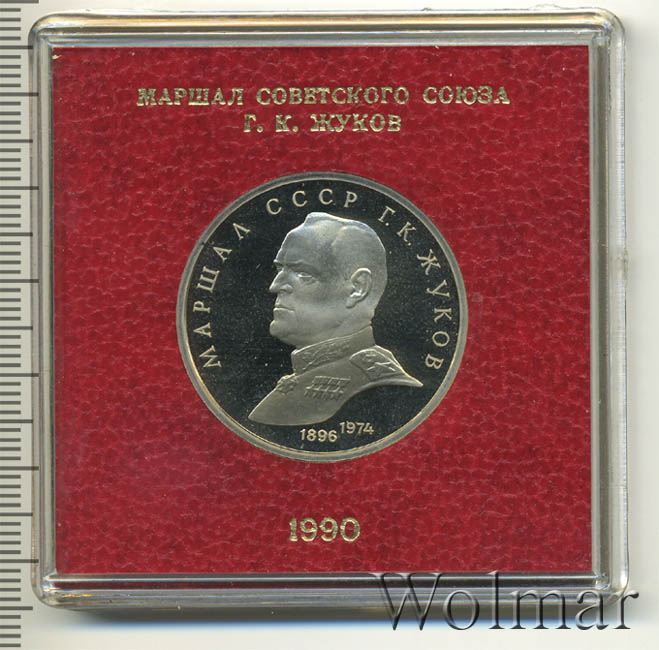 МАРШАЛ СОВЕТСКОГО СОЮЗА
Г. К. ЖУКОВ
МАРШАЛ СССР Г.К. ЖУКОВ
1896 1974
1990
Wolmar